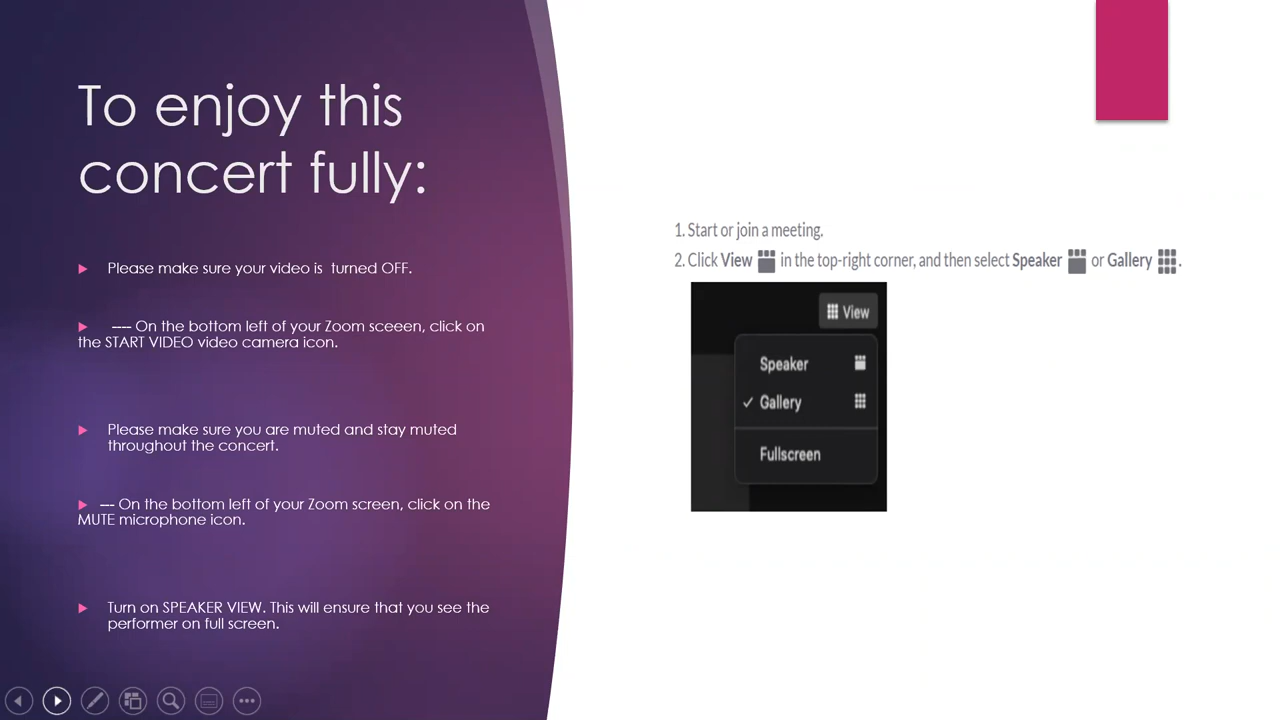 To enjoy this
concert fully:
Please make sure your video is  turned OFF.
---- On the bottom left of your Zoom sceeen, click on
the START VIDEO video camera icon.
Please make sure you are muted and stay muted
throughout the concert.
--- On the bottom left of your Zoom screen, click on the
MUTE microphone icon.
Turn on SPEAKER VIEW. This will ensure that you see the
performer on full screen.
1. Start or join a meeting.
2. Click View in the top-right corner, and then select Speaker or Gallery .
View
Speaker
✓ Gallery
Fullscreen